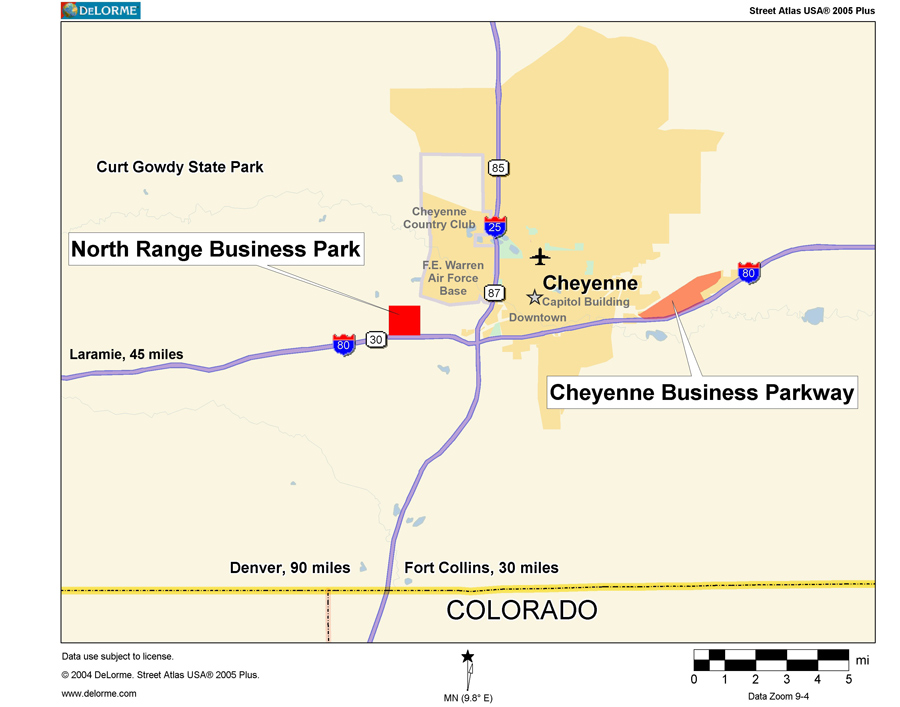 DELORME
Street Atlas USA® 2005 Plus
Curt Gowdy State Park
85
Cheyenne
Country Club
25
North Range Business Park
F.E. Warren
Air Force
Base
80
Cheyenne
87
Capitol Building
Downtown
30
80
Laramie, 45 miles
Cheyenne Business Parkway
Denver, 90 miles
Fort Collins, 30 miles
COLORADO
Data use subject to license.
© 2004 DeLorme. Street Atlas USA® 2005 Plus.
www.delorme.com
MN (9.8° E)
mi
0 1 2 3 4 5
Data Zoom 9-4